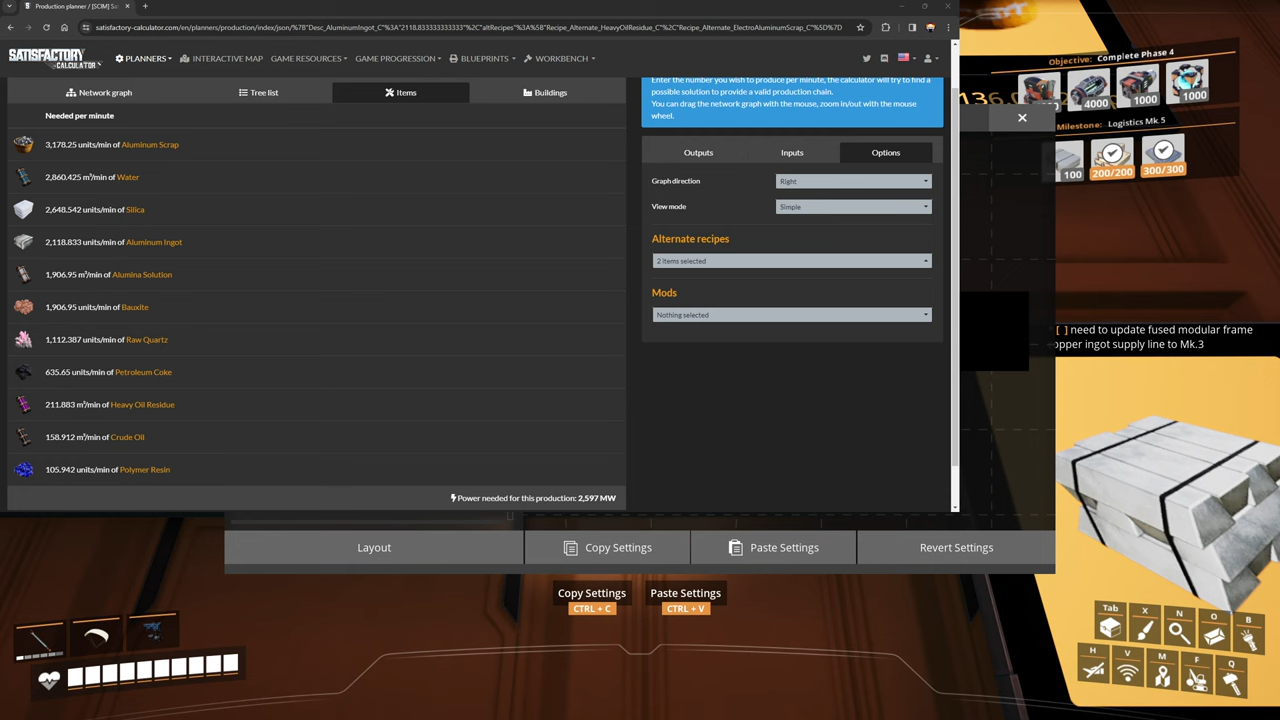 Production planner / [SCIM] Sa
satisfactory-calculator.com/en/planners/production/index/json/%7B"Desc_AluminumIngot_C"%3A"2118.833333333333"%2C"altRecipes"%3A%5B"Recipe_Alternate_HeavyOilResidue_C"%2C"Recipe_Alternate_ElectroAluminumScrap_C"%5D%7D
SATISFACTORY
CALCULATOR
PLANNERS
INTERACTIVE MAP
GAME RESOURCES
GAME PROGRESSION
BLUEPRINTS
WORKBENCH
Network graph
Tree list
Items
Buildings
Needed per minute
3,178.25 units/min of Aluminum Scrap
2,860.425 m³/min of Water
2,648.542 units/min of Silica
2,118.833 units/min of Aluminum Ingot
1,906.95 m³/min of Alumina Solution
1,906.95 units/min of Bauxite
1,112.387 units/min of Raw Quartz
635.65 units/min of Petroleum Coke
211.883 m³/min of Heavy Oil Residue
158.912 m³/min of Crude Oil
105.942 units/min of Polymer Resin
Power needed for this production: 2,597 MW
Enter the number you wish to produce per minute, the calculator will try to find a
possible solution to provide a valid production chain.
You can drag the network graph with the mouse, zoom in/out with the mouse
wheel.
Outputs
Inputs
Options
Graph direction
Right
View mode
Simple
Alternate recipes
2 items selected
Mods
Nothing selected
Objective: Complete Phase 4
4000
1000
1000
Milestone: Logistics Mk.5
100
200/200
300/300
[ ] need to update fused modular frame
opper ingot supply line to Mk.3
Layout
Copy Settings
Paste Settings
Revert Settings
Copy Settings
CTRL + C
Paste Settings
CTRL + V
Tab
X
N
O
B
H
V
M
F
Q